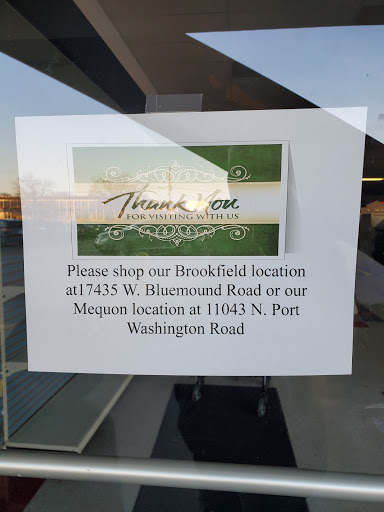 Thank You
FOR VISITING WITH US
Please shop our Brookfield location
at17435 W. Bluemound Road or our
Mequon location at 11043 N. Port
Washington Road